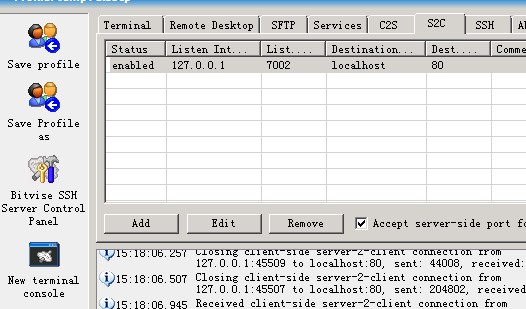 Save profile
Save Profile
as
Bitvise SSH
Server Control
Panel
New terminal
console
Terminal Remote Desktop SFTP Services C2S S2C SSH
Status Listen Int... List.... Destination... Dest....
enabled 127.0.0.1 7002 localhost 80
Add Edit Remove Accept server-side port
15:18:06.257 Closing client-side server-2-client connection from
127.0.0.1:45509 to localhost:80, sent: 44008, received:
15:18:06.507 Closing client-side server-2-client connection from
127.0.0.1:45507 to localhost:80, sent: 204802, received
15:18:06.945 Received client-side server-2-client connection from